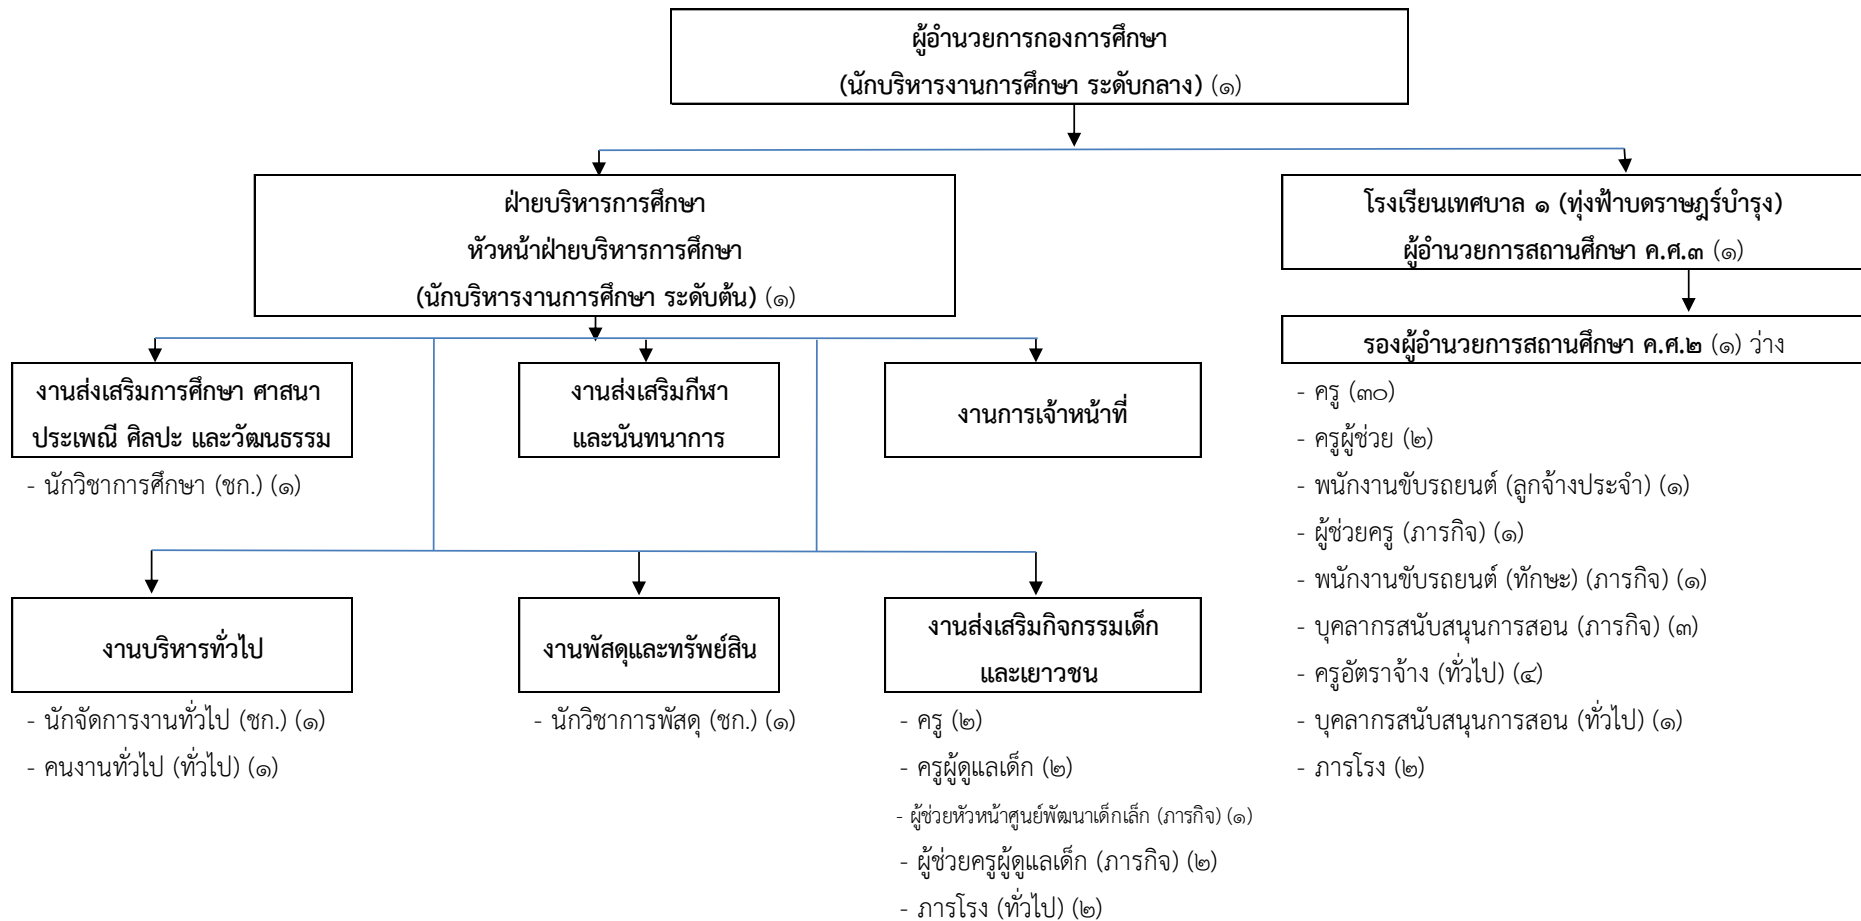 ผู้อำนวยการกองการศึกษา
(นักบริหารงานการศึกษา ระดับกลาง) (๑)
ฝ่ายบริหารการศึกษา
หัวหน้าฝ่ายบริหารการศึกษา
(นักบริหารงานการศึกษา ระดับต้น) (๑)
โรงเรียนเทศบาล ๑ (ทุ่งฟ้าบดราษฎร์บำรุง)
ผู้อำนวยการสถานศึกษา ค.ศ.๓ (๑)
รองผู้อำนวยการสถานศึกษา ค.ศ.๒ (๑) ว่าง
- ครู (๓๐)
- ครูผู้ช่วย (๒)
- พนักงานขับรถยนต์ (ลูกจ้างประจำ) (๑)
- ผู้ช่วยครู (ภารกิจ) (๑)
- พนักงานขับรถยนต์ (ทักษะ) (ภารกิจ) (๑)
- บุคลากรสนับสนุนการสอน (ภารกิจ) (๓)
- ครูอัตราจ้าง (ทั่วไป) (๔)
- บุคลากรสนับสนุนการสอน (ทั่วไป) (๑)
- ภารโรง (๒)
งานส่งเสริมการศึกษา ศาสนา
ประเพณี ศิลปะ และวัฒนธรรม
- นักวิชาการศึกษา (ชก.) (๑)
งานส่งเสริมกีฬา
และนันทนาการ
งานการเจ้าหน้าที่
งานบริหารทั่วไป
- นักจัดการงานทั่วไป (ชก.) (๑)
- คนงานทั่วไป (ทั่วไป) (๑)
งานพัสดุและทรัพย์สิน
- นักวิชาการพัสดุ (ชก.) (๑)
งานส่งเสริมกิจกรรมเด็ก
และเยาวชน
- ครู (๒)
- ครูผู้ดูแลเด็ก (๒)
- ผู้ช่วยหัวหน้าศูนย์พัฒนาเด็กเล็ก (ภารกิจ) (๑)
- ผู้ช่วยครูผู้ดูแลเด็ก (ภารกิจ) (๒)
- ภารโรง (ทั่วไป) (๒)